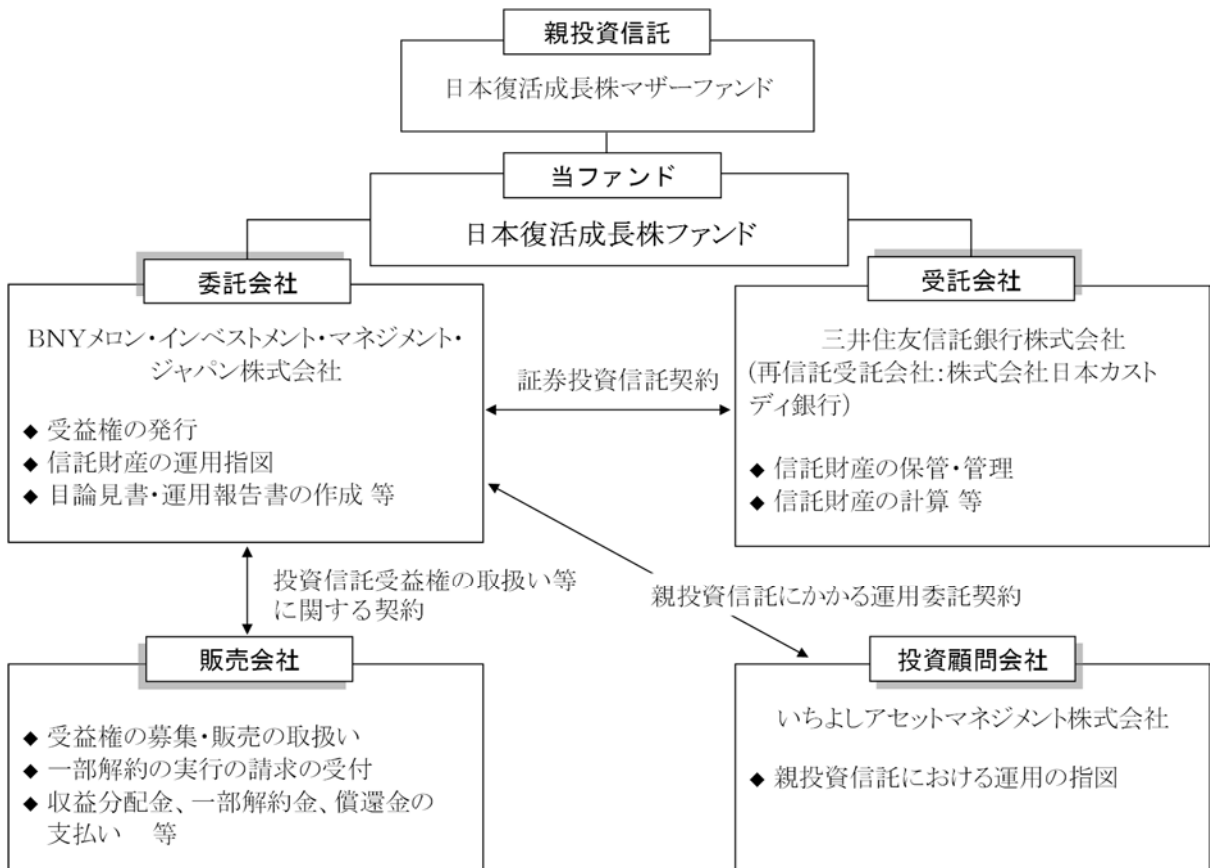 親投資信託
日本復活成長株マザーファンド
当ファンド
日本復活成長株ファンド
委託会社
BNYメロン・インベストメント・マネジメント・
ジャパン株式会社
◆ 受益権の発行
◆ 信託財産の運用指図
◆ 目論見書・運用報告書の作成 等
証券投資信託契約
受託会社
三井住友信託銀行株式会社
(再信託受託会社:株式会社日本カスト
ディ銀行)
◆ 信託財産の保管・管理
◆ 信託財産の計算 等
投資信託受益権の取扱い等
に関する契約
親投資信託にかかる運用委託契約
販売会社
◆ 受益権の募集・販売の取扱い
◆ 一部解約の実行の請求の受付
◆ 収益分配金、一部解約金、償還金の
支払い 等
投資顧問会社
いちよしアセットマネジメント株式会社
◆ 親投資信託における運用の指図